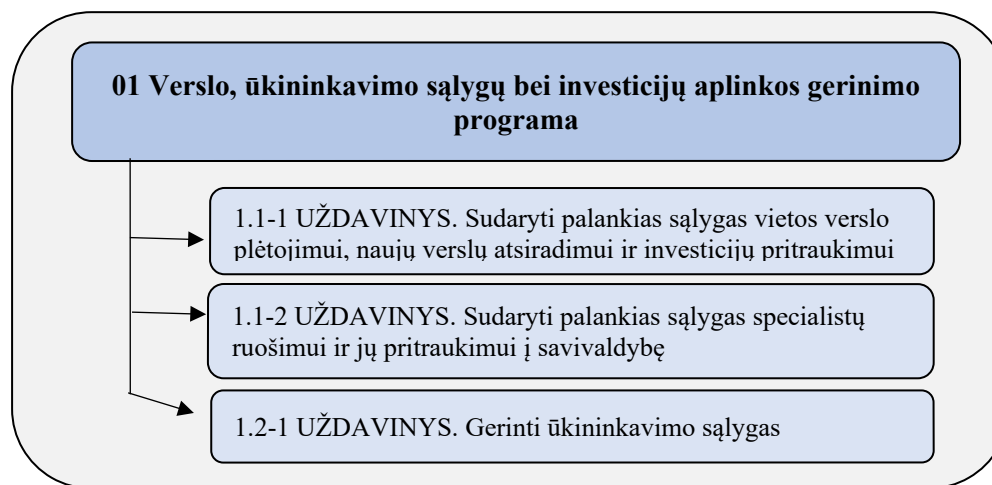 01 Verslo, ūkininkavimo sąlygų bei investicijų aplinkos gerinimo
programa
1.1-1 UŽDAVINYS. Sudaryti palankias sąlygas vietos verslo
plėtojimui, naujų verslų atsiradimui ir investicijų pritraukimui
1.1-2 UŽDAVINYS. Sudaryti palankias sąlygas specialistų
ruošimui ir jų pritraukimui į savivaldybę
1.2-1 UŽDAVINYS. Gerinti ūkininkavimo sąlygas